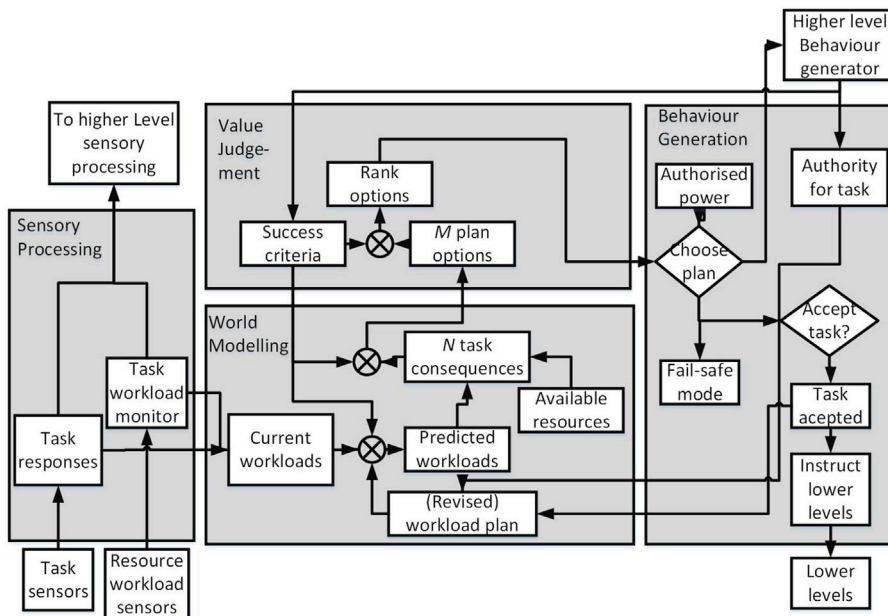 Higher level
Behaviour
generator
To higher Level
sensory
processing
Value
Judge-
ment
Rank
options
Success
criteria
M plan
options
Behaviour
Generation
Authorised
power
Authority
for task
Choose
plan
Accept
task?
Fail-safe
mode
Task
acepted
Instruct
lower
levels
Lower
levels
Sensory
Processing
Task
workload
monitor
Task
responses
Task
sensors
Resource
workload
sensors
World
Modelling
N task
consequences
Available
resources
Current
workloads
Predicted
workloads
(Revised)
workload plan